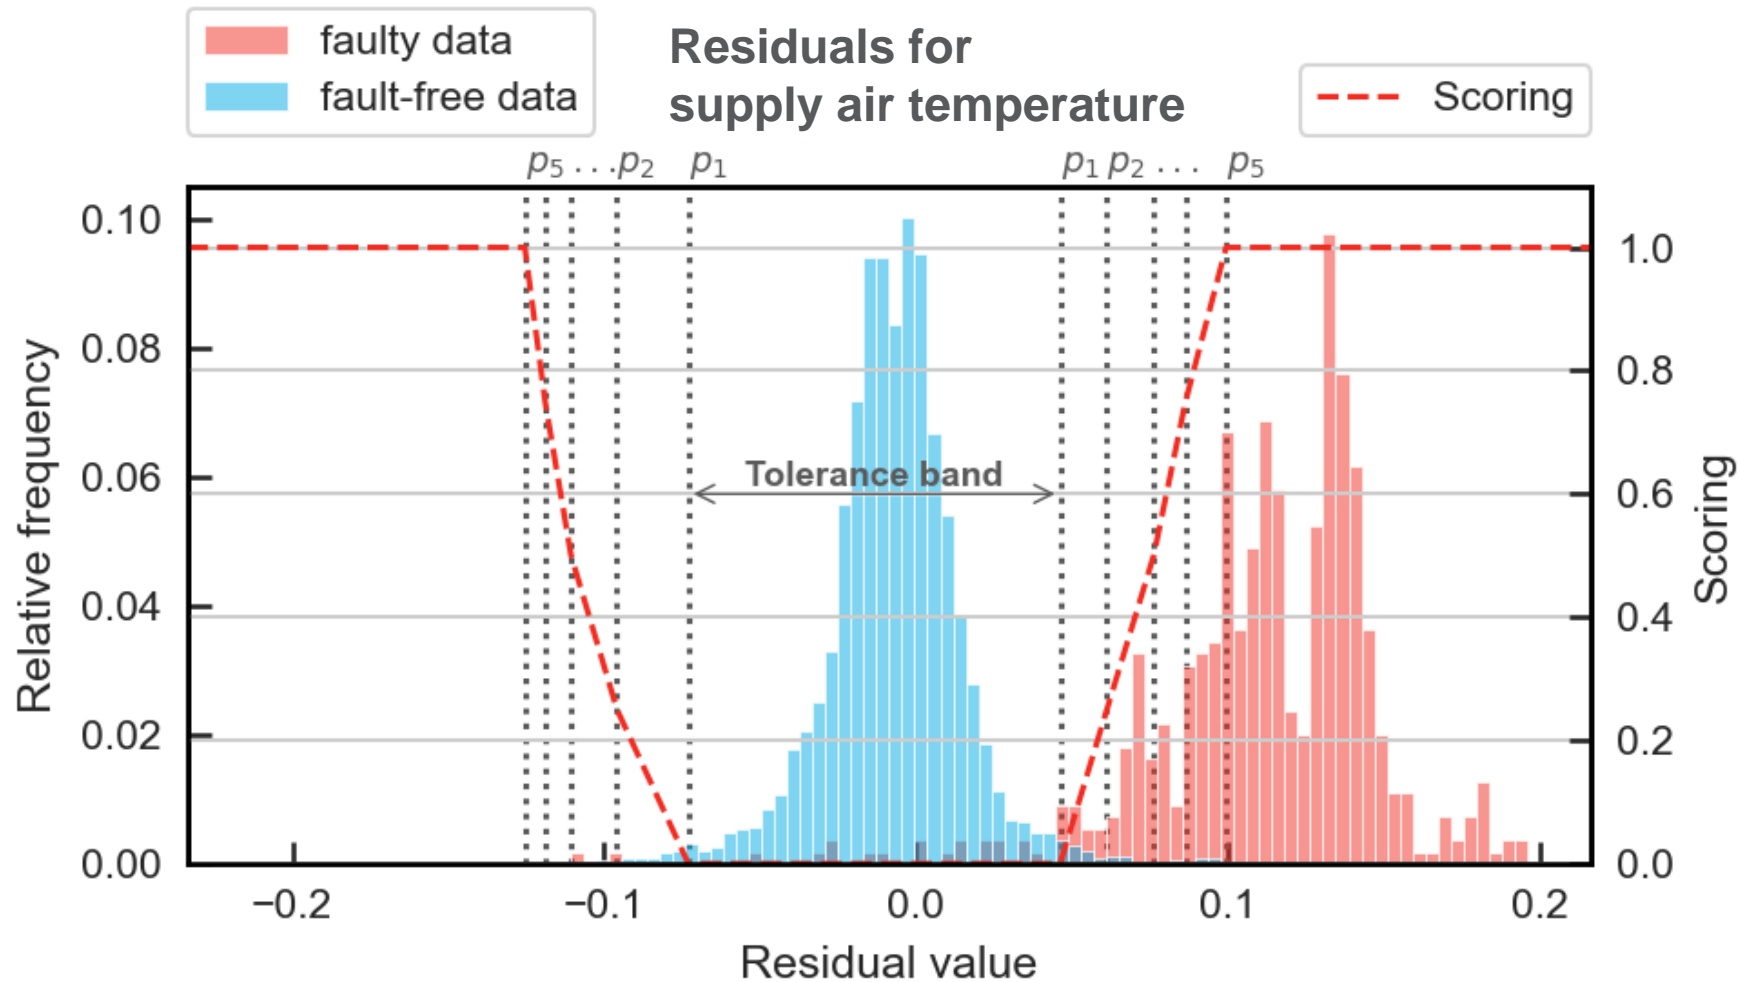 faulty data
fault-free data
Residuals for
supply air temperature
Scoring
p5 ...p2 p1 p1 p2 ... p5
0.10
0.08
0.06
0.04
0.02
0.00
Relative frequency
Tolerance band
1.0
0.8
0.6
0.4
0.2
0.0
Scoring
−0.2 −0.1 0.0 0.1 0.2
Residual value